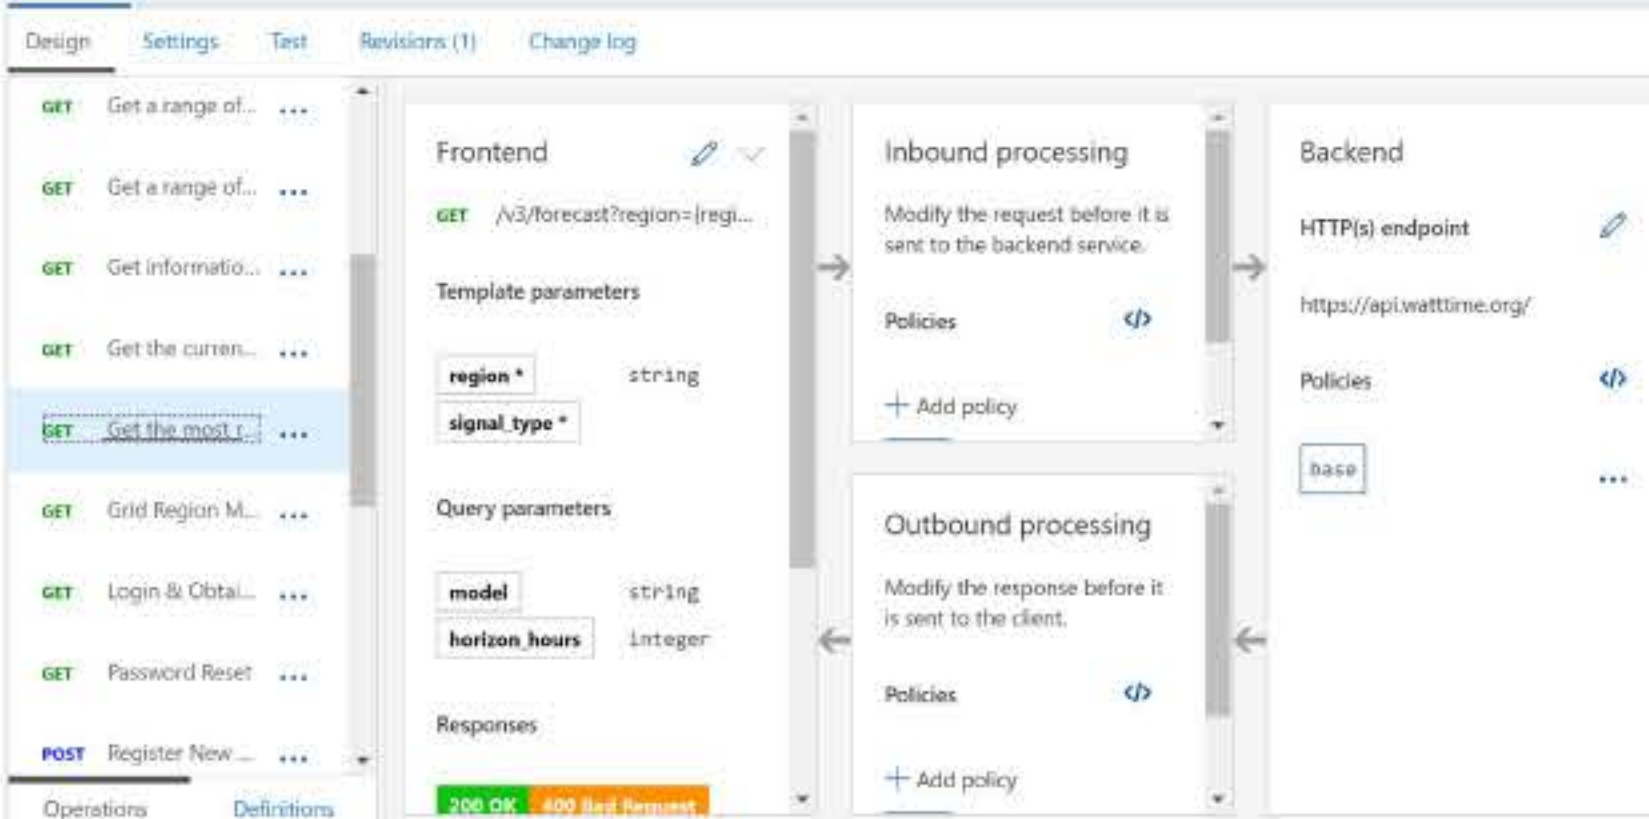 Design Settings Test Revisions (1) Change log
GET Get a range of...
GET Get a range of...
GET Get informatio...
GET Get the curren...
GET Get the most r...
GET Grid Region M...
GET Login & Obtai...
GET Password Reset
POST Register New ...
Operations Definitions
Frontend
GET /v3/forecast?region={regi...
Template parameters
region * string
signal_type *
Query parameters
model string
horizon_hours integer
Responses
200 OK 400 Bad Request
Inbound processing
Modify the request before it is
sent to the backend service.
Policies </>
+ Add policy
Outbound processing
Modify the response before it
is sent to the client.
Policies </>
+ Add policy
Backend
HTTP(s) endpoint
https://api.watttime.org/
Policies </>
base